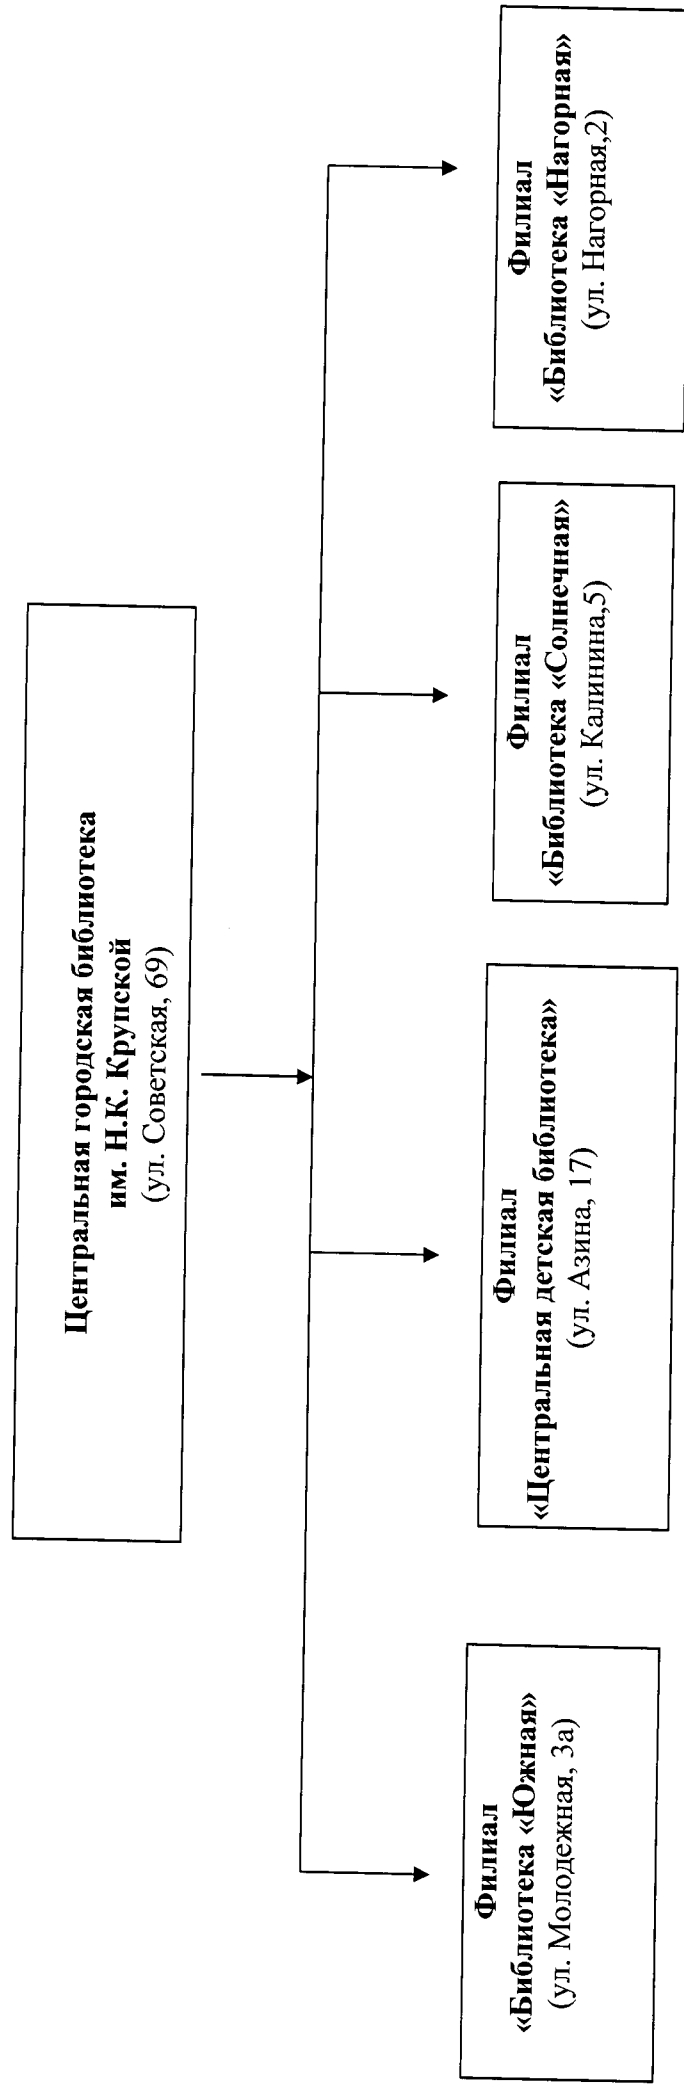 Центральная городская библиотека
им. Н.К. Крупской
(ул. Советская, 69)
Филиал
«Библиотека «Южная»
(ул. Молодежная, 3а)
Филиал
«Центральная детская библиотека»
(ул. Азина, 17)
Филиал
«Библиотека «Солнечная»
(ул. Калинина,5)
Филиал
«Библиотека «Нагорная»
(ул. Нагорная,2)